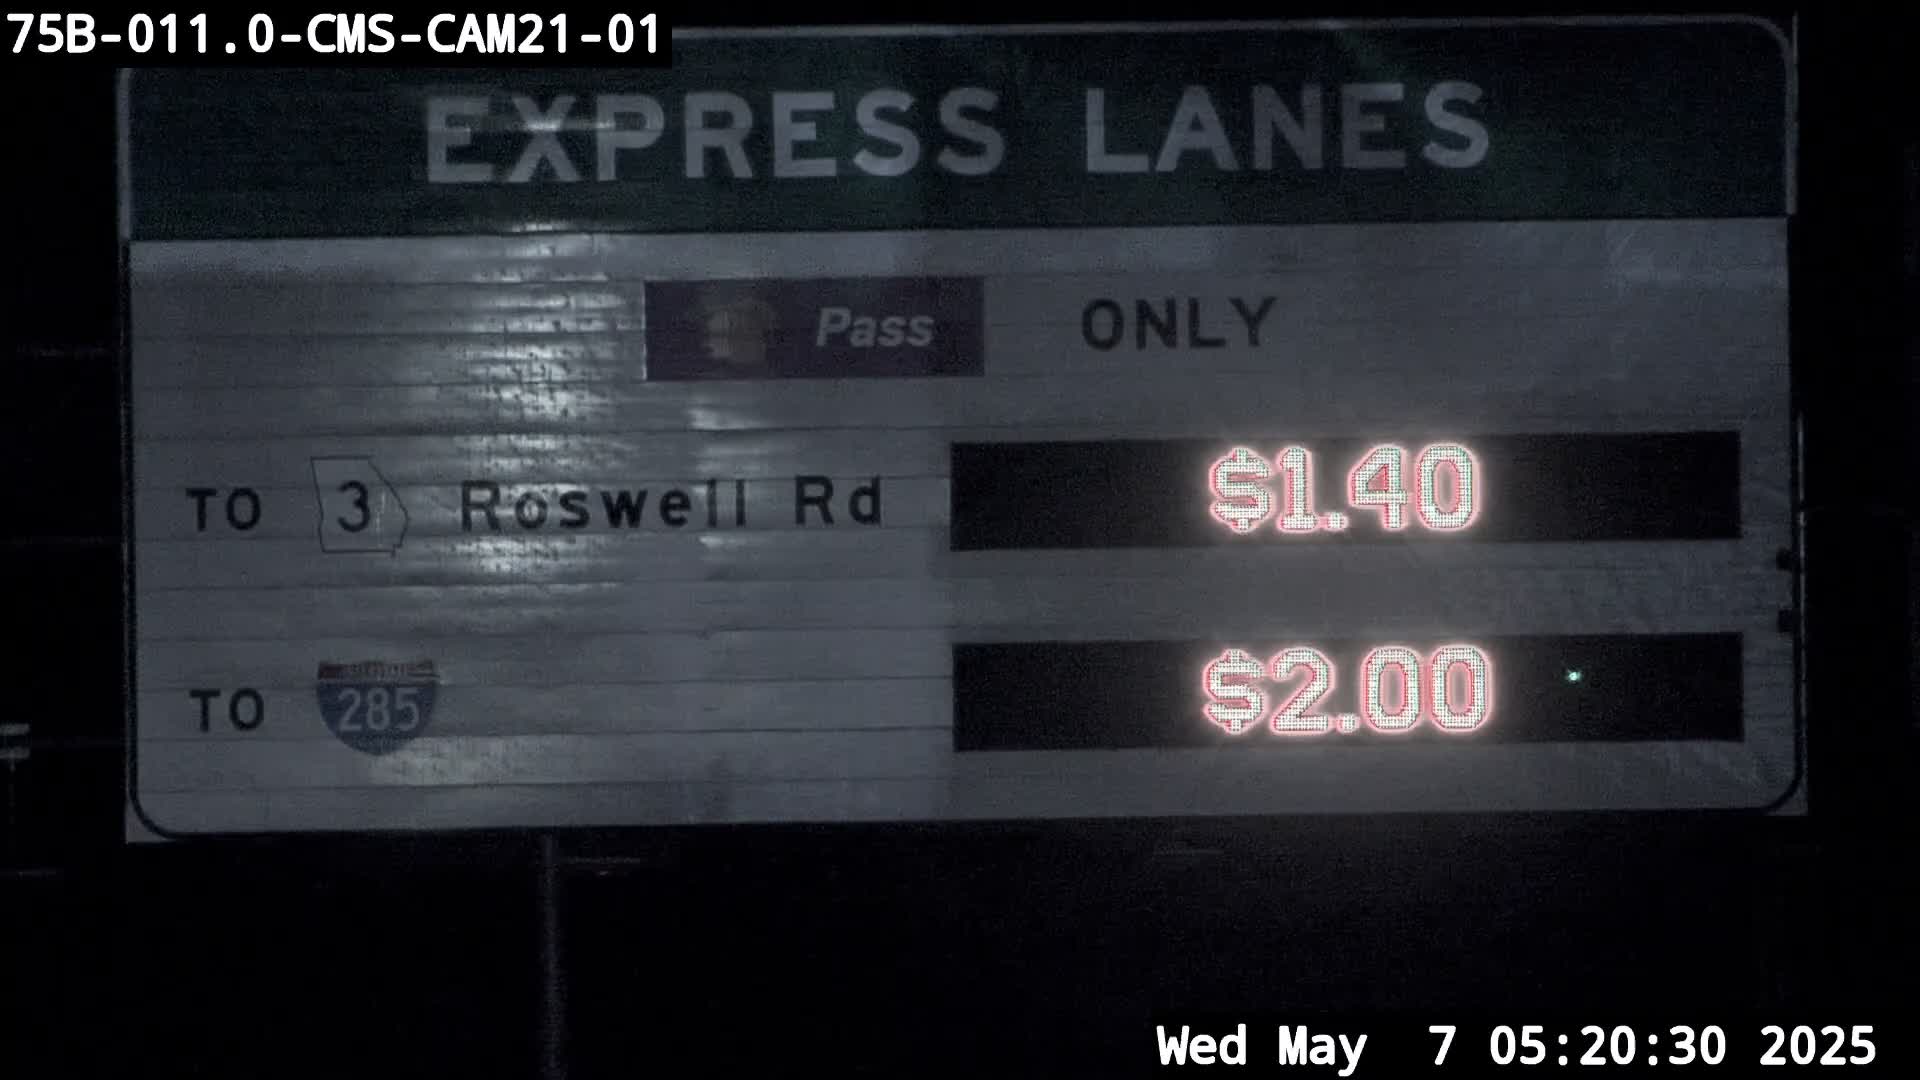 75B-011.0-CMS-CAM21-01
EXPRESS LANES
Pass ONLY
TO 3 Roswell Rd $1.40
TO 285 $2.00
Wed May 7 05:20:30 2025